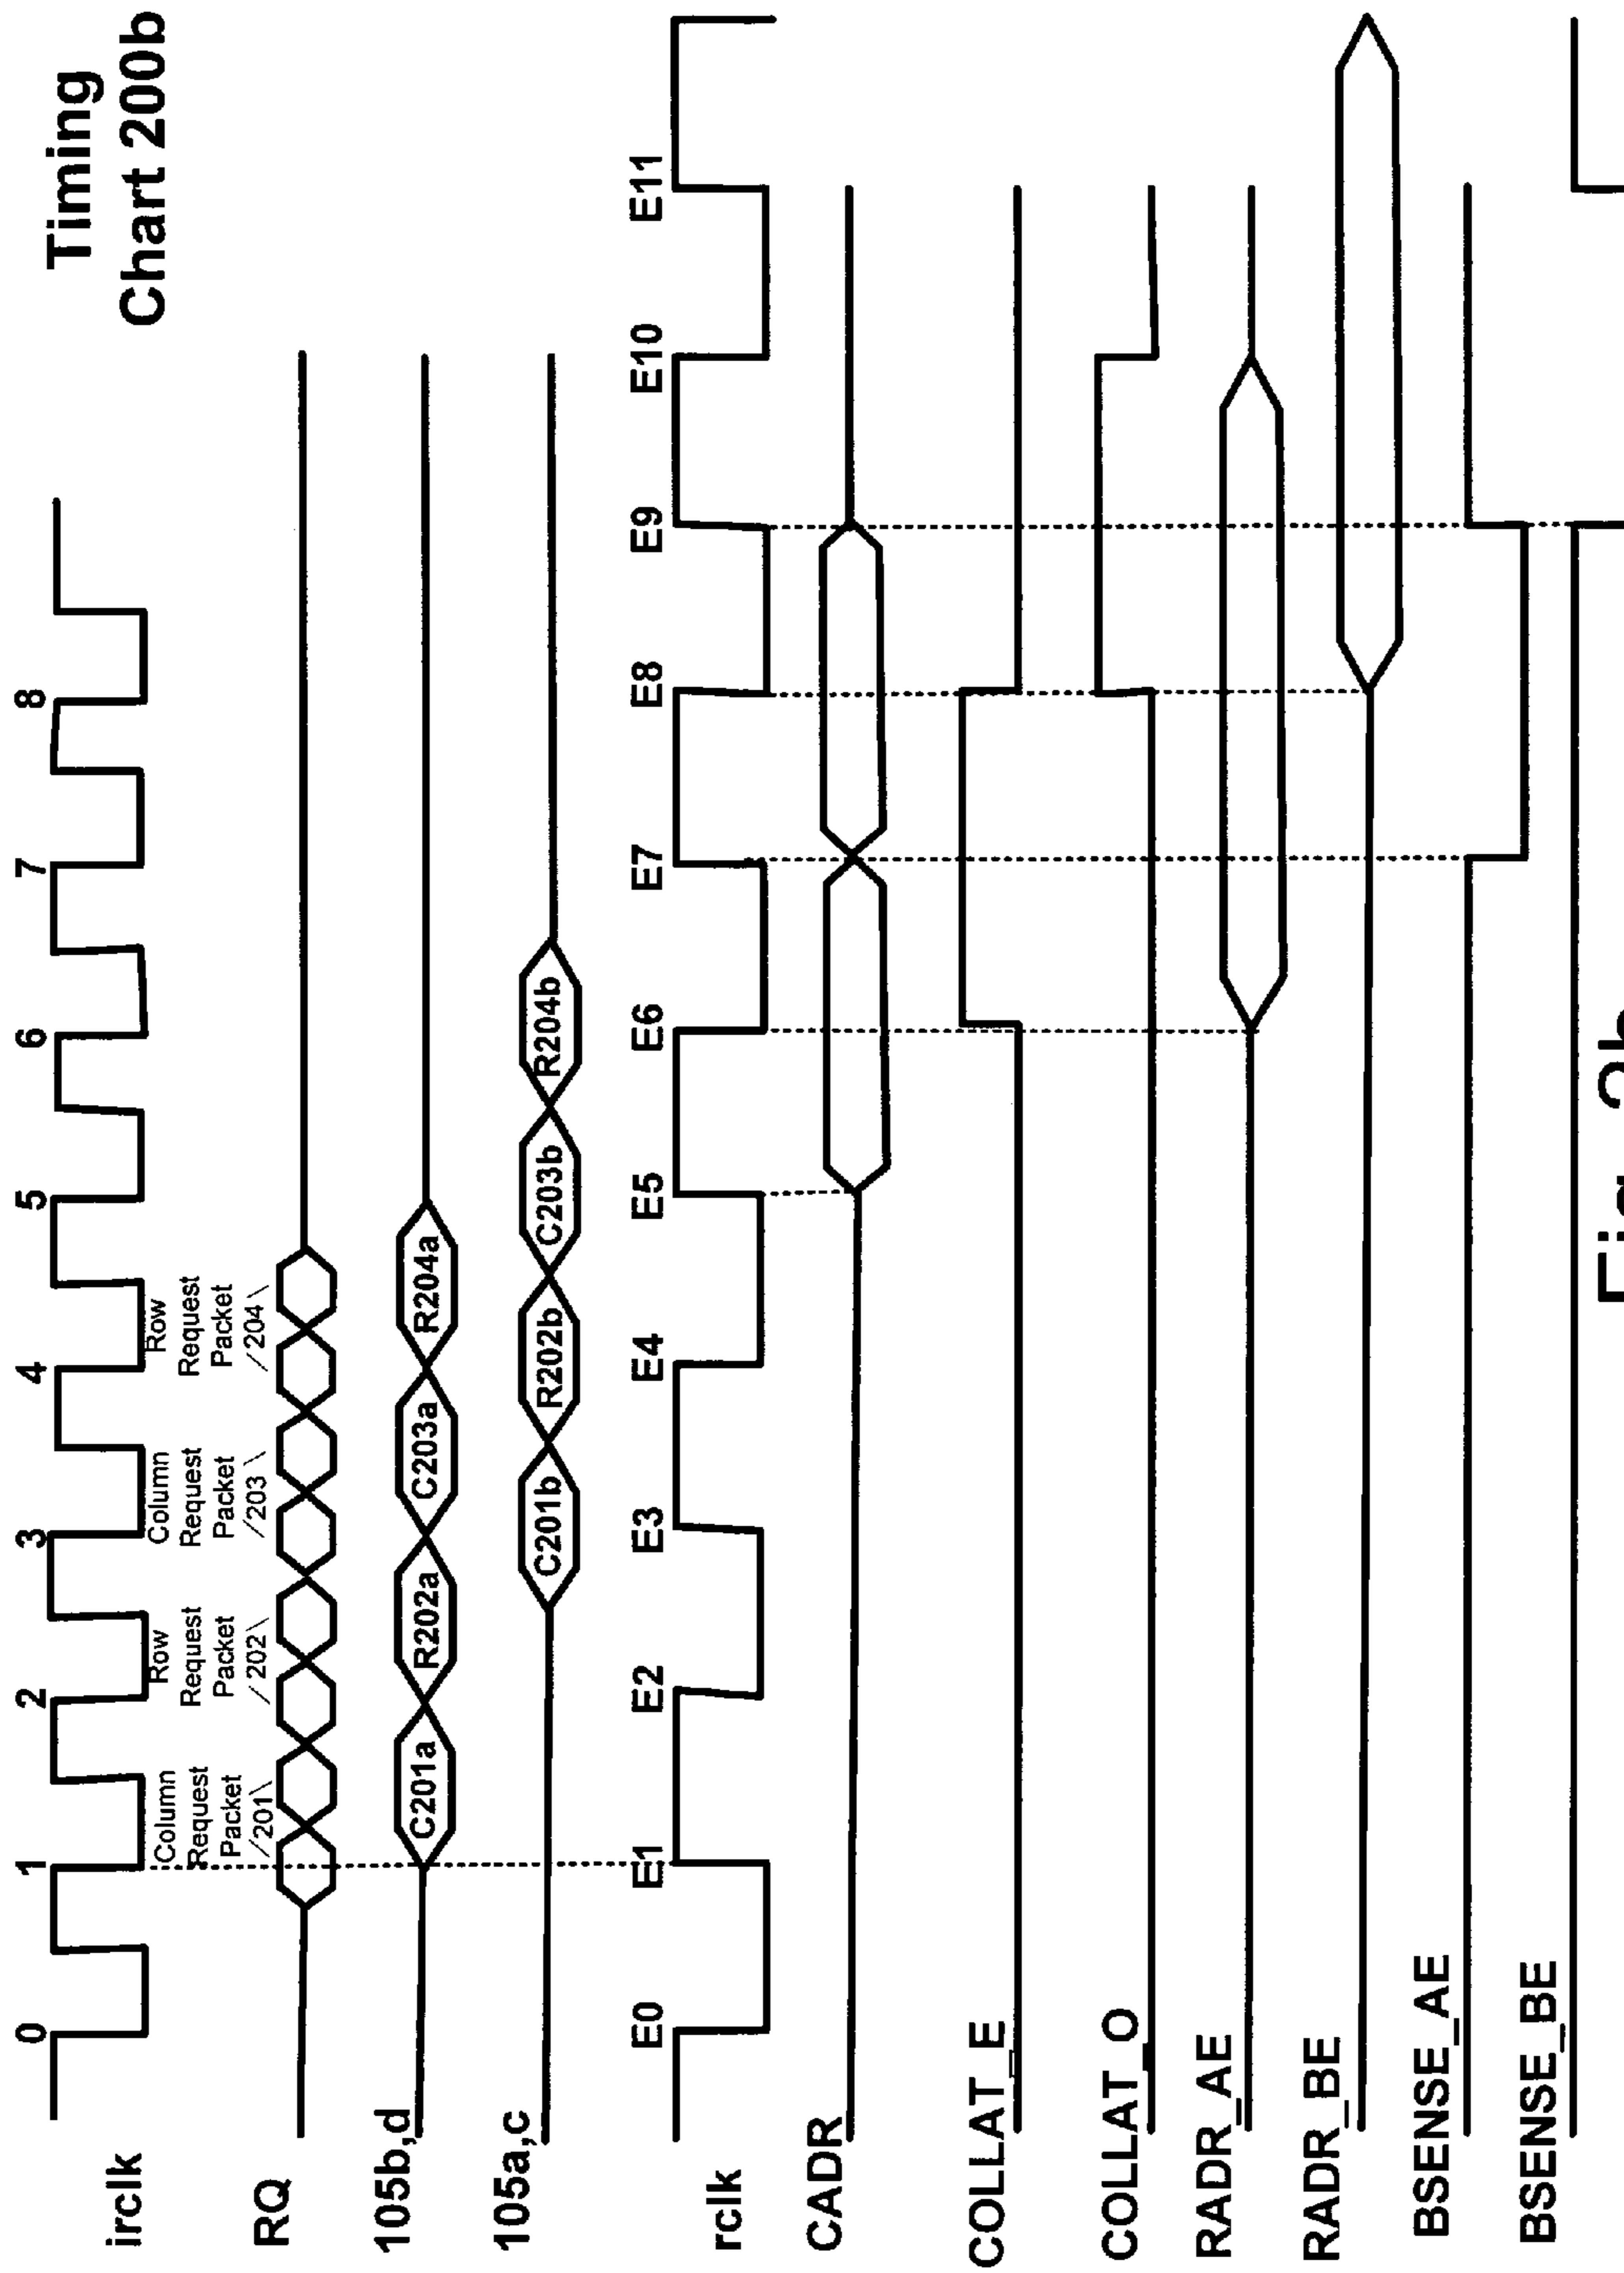 Timing
Chart 200b
irclk
0 1 2 3 4 5 6 7 8
Column
Request
Packet
/201\
Row
Request
Packet
/202\
Column
Request
Packet
/203\
Row
Request
Packet
/204\
RQ
105b,d
C201a R202a C203a R204a
105a,c
C201b R202b C203b R204b
rclk
E0 E1 E2 E3 E4 E5 E6 E7 E8 E9 E10 E11
CADR
COLLAT_E
COLLAT_O
RADR_AE
RADR_BE
BSENSE_AE
BSENSE_BE